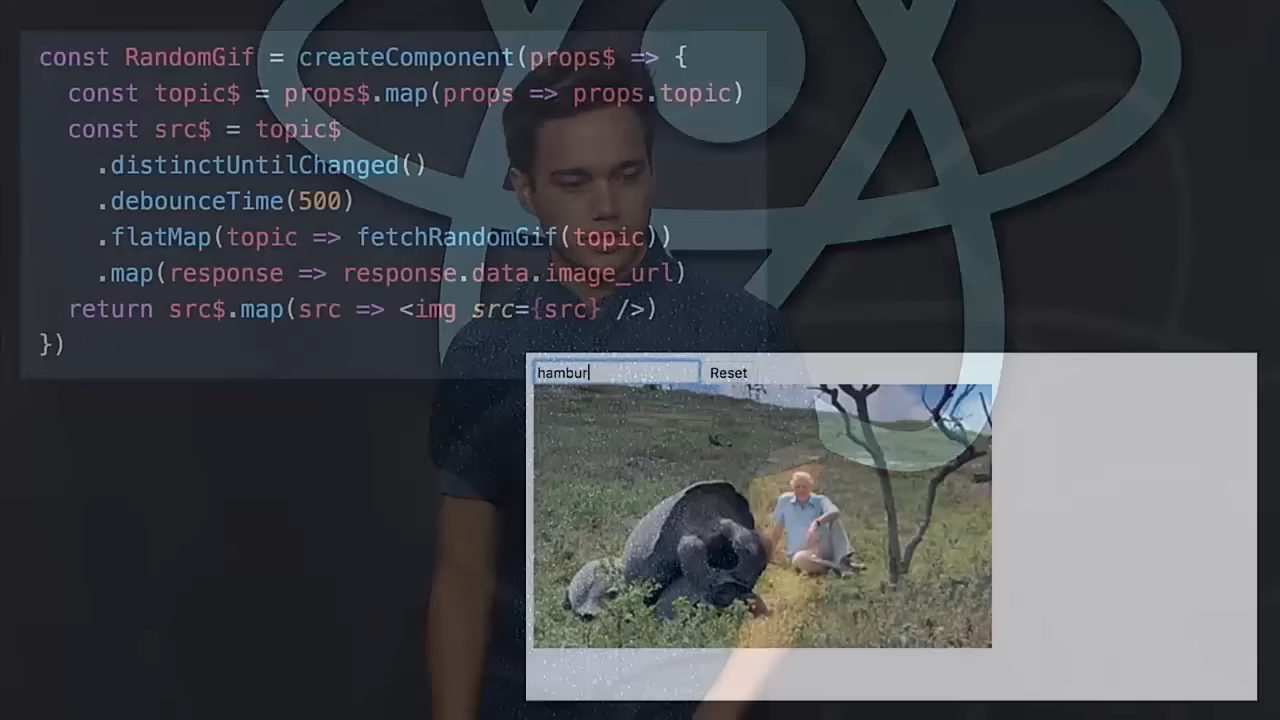 const RandomGif = createComponent(props$ => {
const topic$ = props$.map(props => props.topic)
const src$ = topic$
.distinctUntilChanged()
.debounceTime(500)
.flatMap(topic => fetchRandomGif(topic))
.map(response => response.data.image_url)
return src$.map(src => <img src={src} />)
})
hambur
Reset